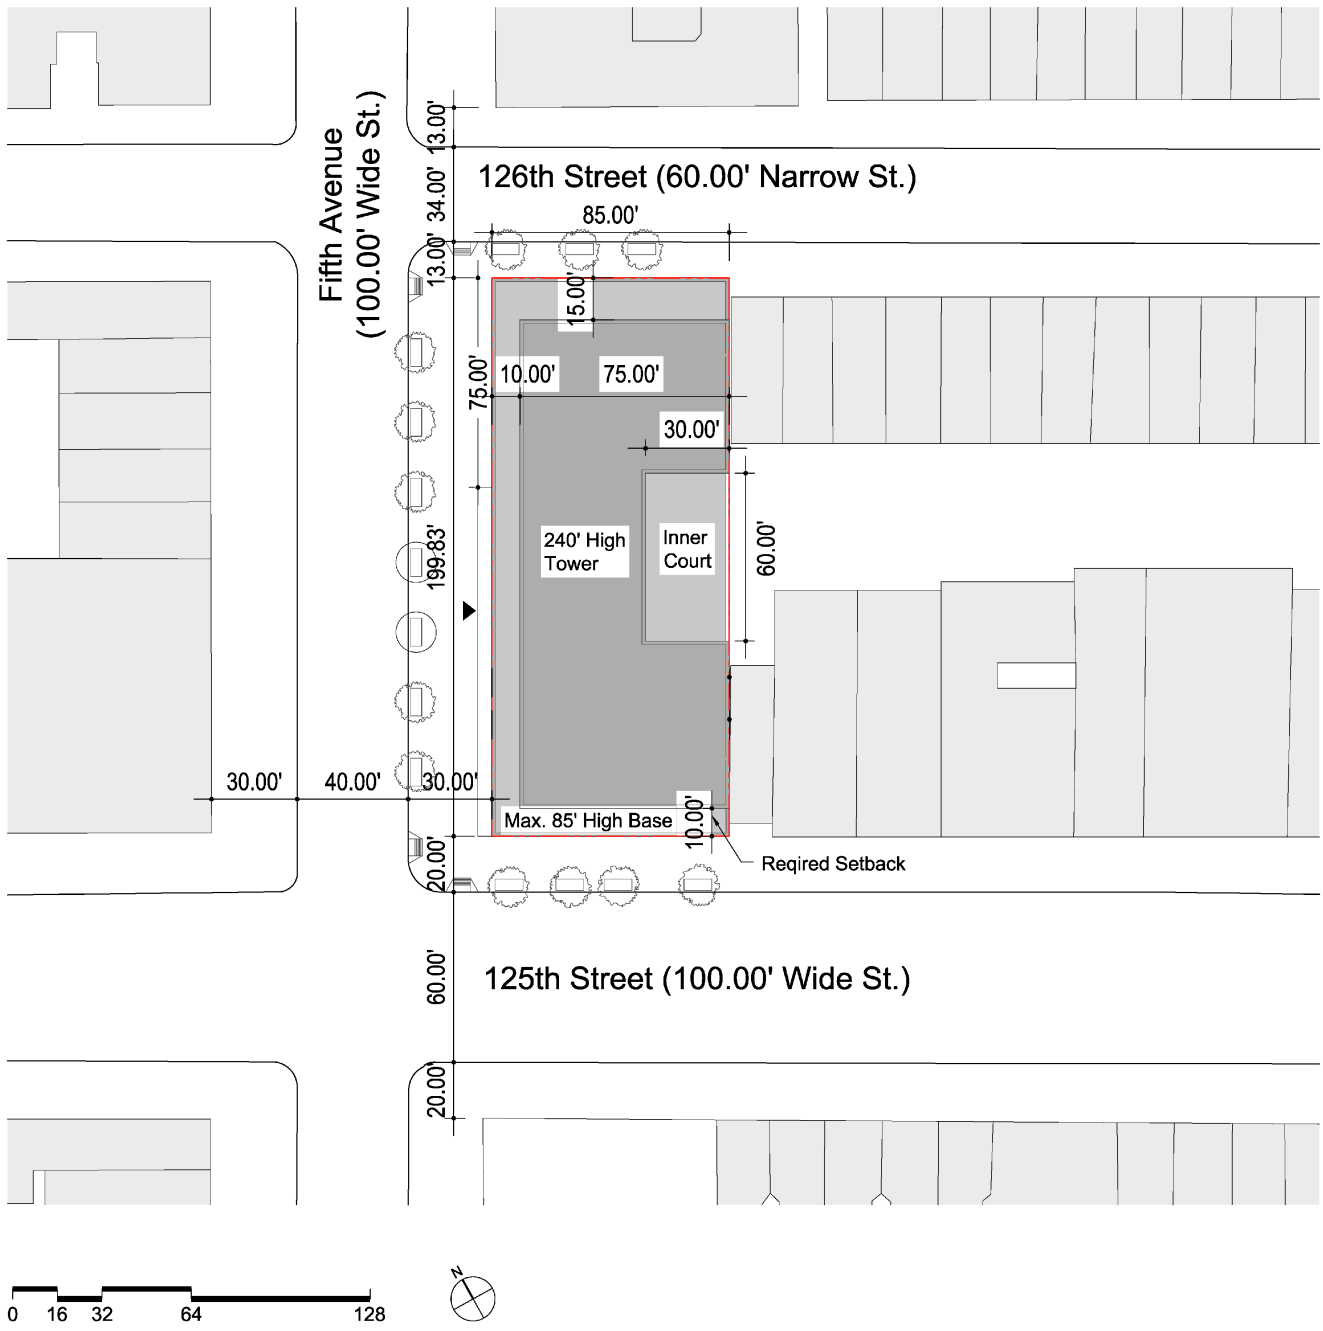 13.00'
Fifth Avenue
(100.00' Wide St.)
34.00'
126th Street (60.00' Narrow St.)
85.00'
13.00'
15.00'
75.00'
10.00'
75.00'
30.00'
199.83'
240' High
Tower
Inner
Court
60.00'
30.00'
40.00'
30.00'
Max. 85' High Base
10.00'
20.00'
Reqired Setback
60.00'
125th Street (100.00' Wide St.)
20.00'
N
0 16 32 64 128